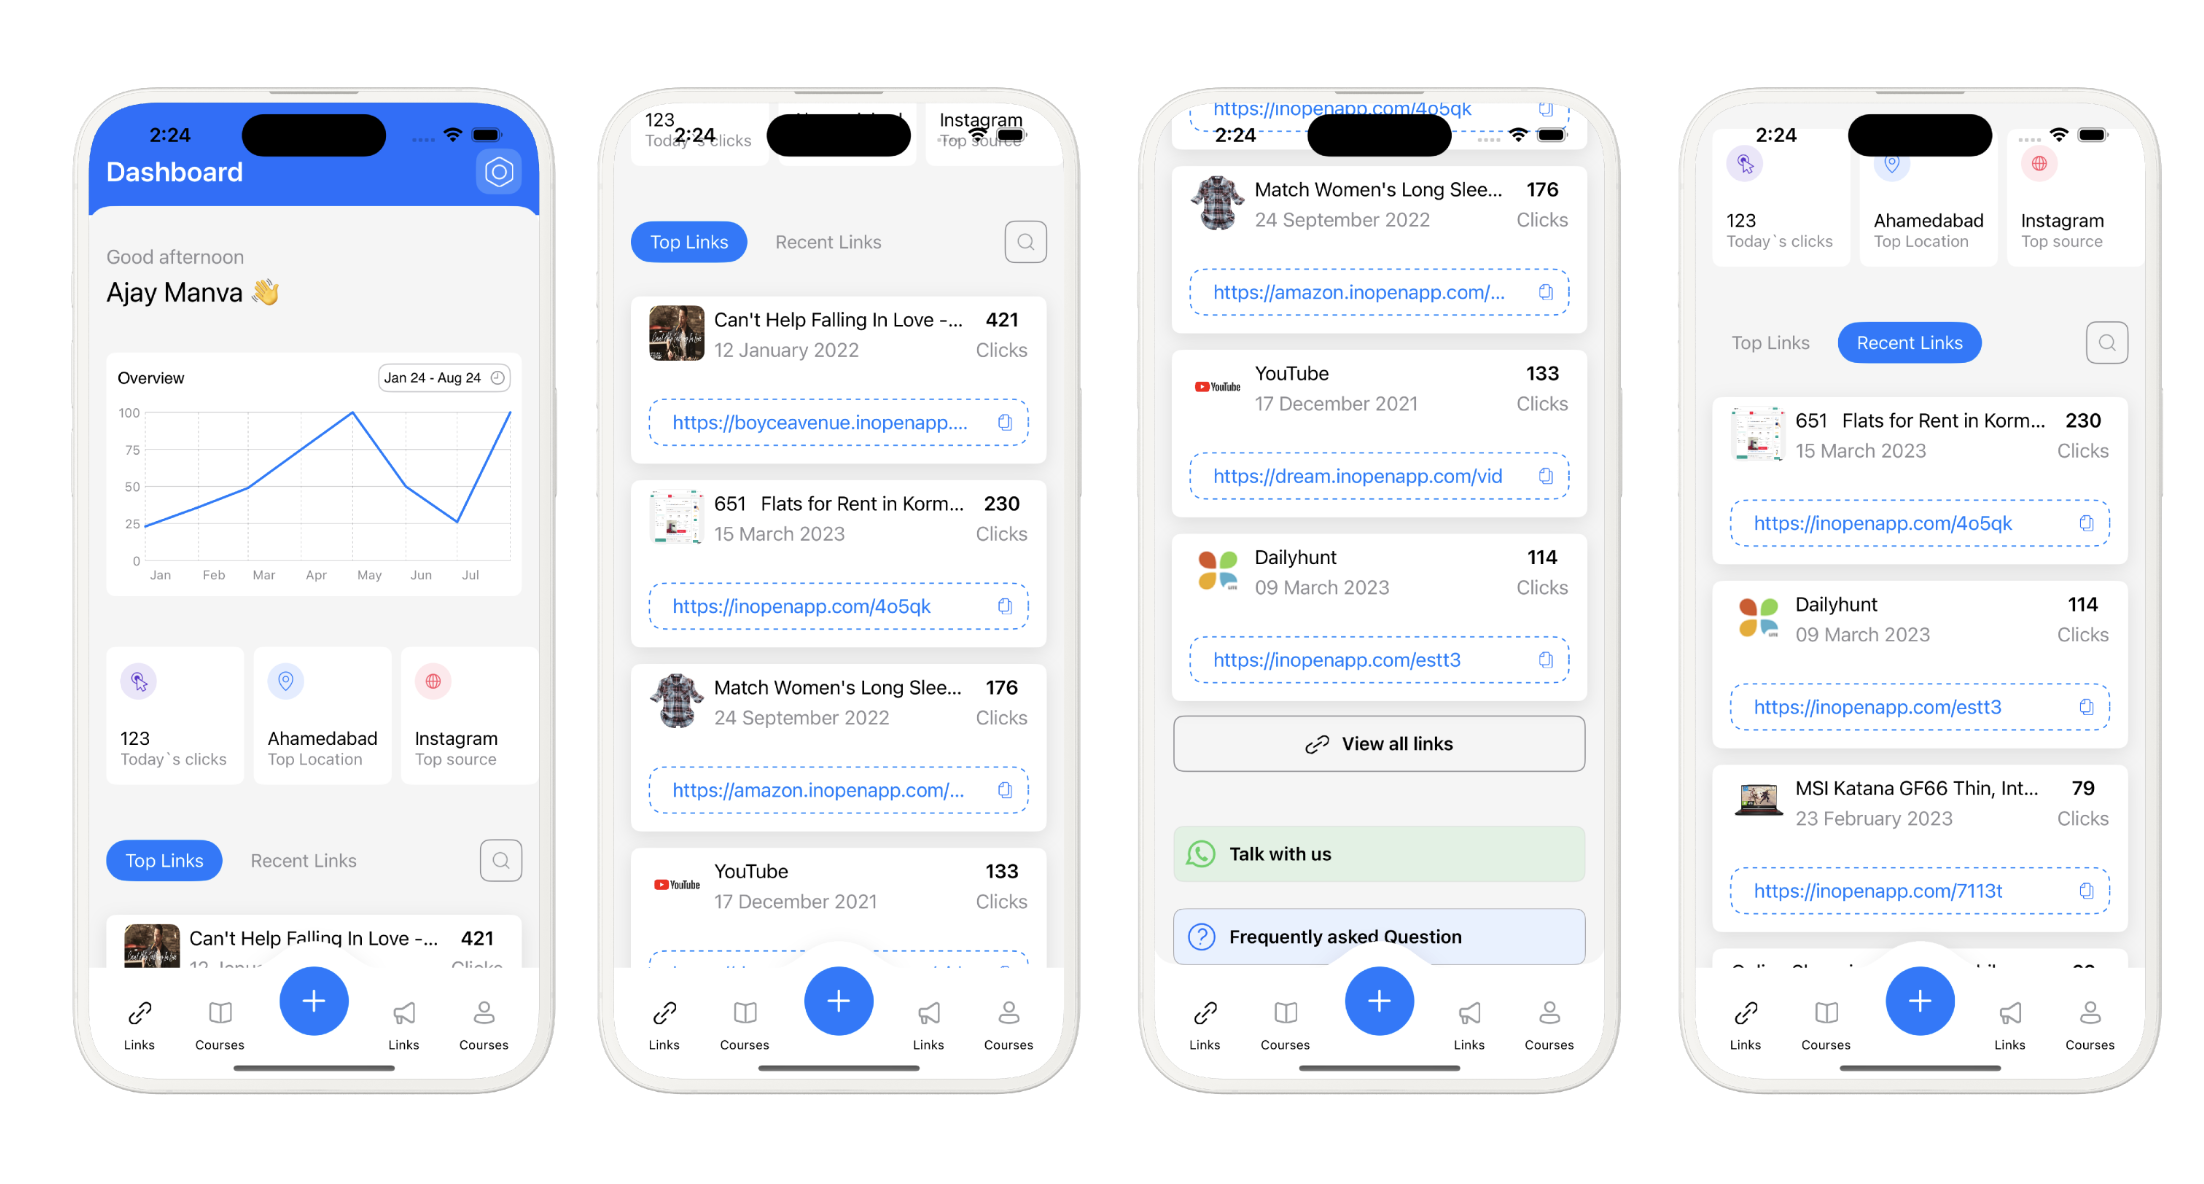 2:24
Dashboard
Good afternoon
Ajay Manva 👋
Overview
Jan 24 - Aug 24
100
75
50
25
0
Jan Feb Mar Apr May Jun Jul
123
Today`s clicks
Ahamedabad
Top Location
Instagram
Top source
Top Links
Recent Links
Can't Help Falling In Love -...
421
Clicks
Links
Courses
Links
Courses
123
Today`s clicks
Instagram
Top source
2:24
Top Links
Recent Links
Can't Help Falling In Love -...
421
12 January 2022
Clicks
https://boyceavenue.inopenapp....
651 Flats for Rent in Korm...
230
15 March 2023
Clicks
https://inopenapp.com/4o5qk
Match Women's Long Slee...
176
24 September 2022
Clicks
https://amazon.inopenapp.com/...
YouTube
YouTube
133
17 December 2021
Clicks
Links
Courses
Links
Courses
https://inopenapp.com/4o5qk
2:24
Match Women's Long Slee...
176
24 September 2022
Clicks
https://amazon.inopenapp.com/...
YouTube
YouTube
133
17 December 2021
Clicks
https://dream.inopenapp.com/vid
Dailyhunt
114
09 March 2023
Clicks
https://inopenapp.com/estt3
View all links
Talk with us
Frequently asked Question
Links
Courses
Links
Courses
2:24
123
Today`s clicks
Ahamedabad
Top Location
Instagram
Top source
Top Links
Recent Links
651 Flats for Rent in Korm...
230
15 March 2023
Clicks
https://inopenapp.com/4o5qk
Dailyhunt
114
09 March 2023
Clicks
https://inopenapp.com/estt3
MSI Katana GF66 Thin, Int...
79
23 February 2023
Clicks
https://inopenapp.com/7113t
Links
Courses
Links
Courses